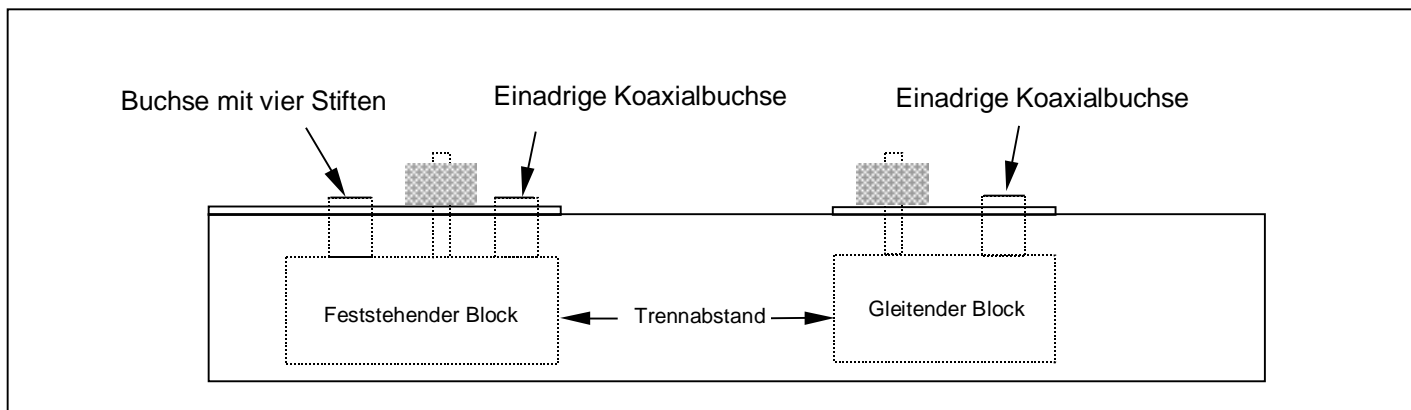 Buchse mit vier Stiften
Einadrige Koaxialbuchse
Einadrige Koaxialbuchse
Feststehender Block
Trennabstand
Gleitender Block